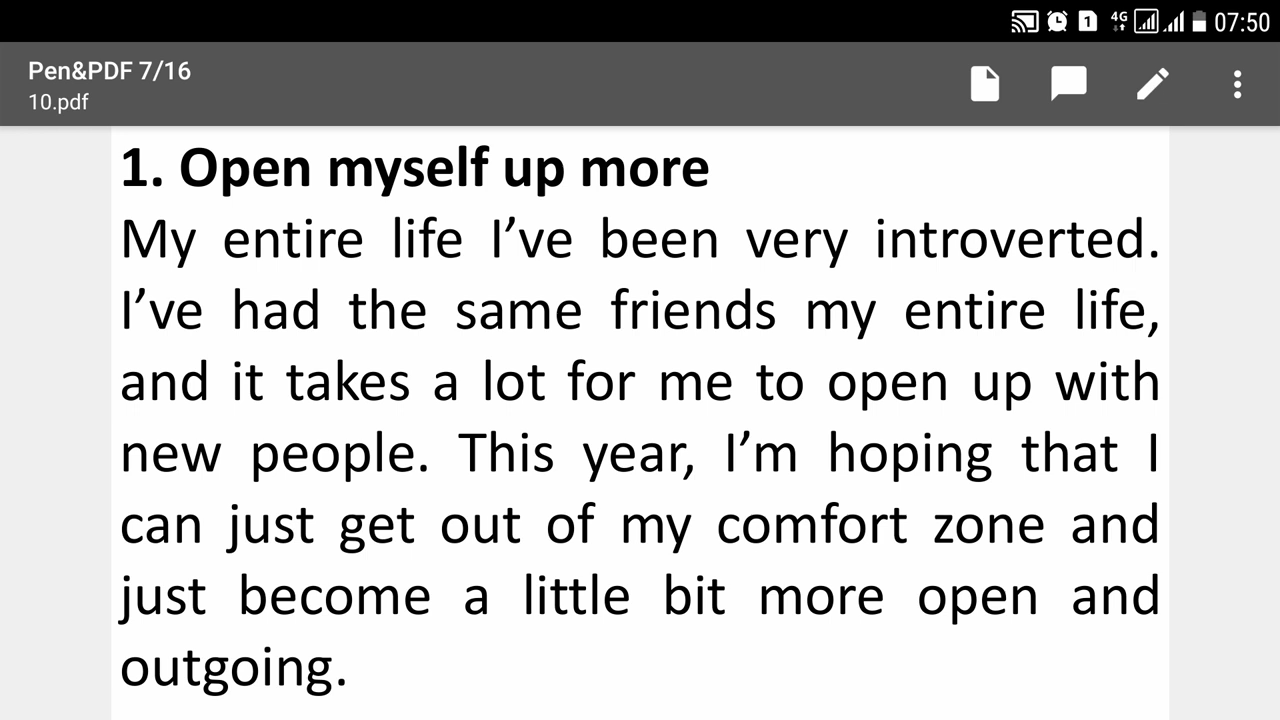 1 4G 07:50
Pen&PDF 7/16
10.pdf
1. Open myself up more
My entire life I’ve been very introverted.
I’ve had the same friends my entire life,
and it takes a lot for me to open up with
new people. This year, I’m hoping that I
can just get out of my comfort zone and
just become a little bit more open and
outgoing.